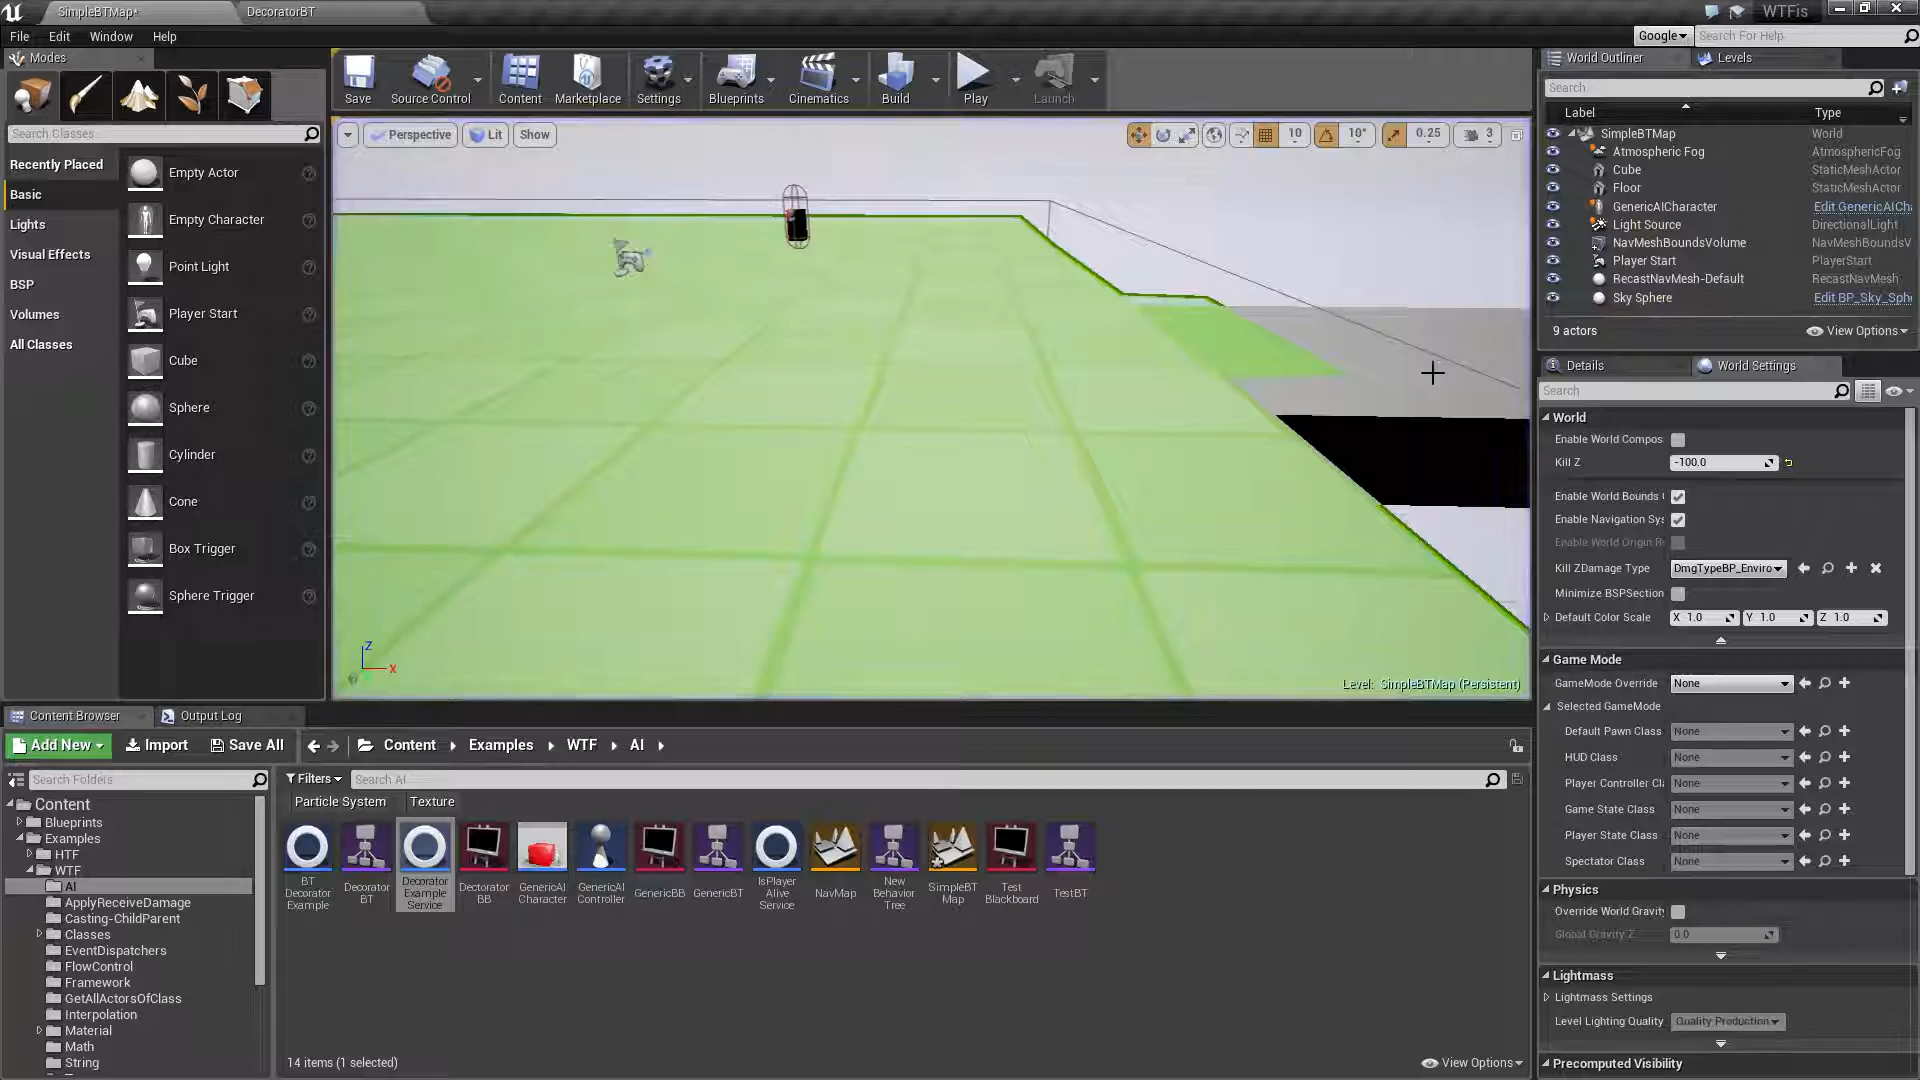 SimpleBTMap*
DecoratorBT
WTFis
File Edit Window Help
Google
Search For Help
Modes
Search Classes
Recently Placed
Basic
Lights
Visual Effects
BSP
Volumes
All Classes
Empty Actor
Empty Character
Point Light
Player Start
Cube
Sphere
Cylinder
Cone
Box Trigger
Sphere Trigger
Save
Source Control
Content
Marketplace
Settings
Blueprints
Cinematics
Build
Play
Launch
Perspective
Lit
Show
10
10°
0.25
3
Z
X
Level: SimpleBTMap (Persistent)
World Outliner
Levels
Search
Label Type
SimpleBTMap World
Atmospheric Fog AtmosphericFog
Cube StaticMeshActor
Floor StaticMeshActor
GenericAICharacter Edit GenericAICh
Light Source DirectionalLight
NavMeshBoundsVolume NavMeshBoundsV
Player Start PlayerStart
RecastNavMesh-Default RecastNavMesh
Sky Sphere Edit BP_Sky_Sph
9 actors
View Options
Details
World Settings
Search
World
Enable World Compos
Kill Z -100.0
Enable World Bounds
Enable Navigation Sys
Enable World Origin R
Kill ZDamage Type DmgTypeBP_Enviro
Minimize BSPSection
Default Color Scale X 1.0 Y 1.0 Z 1.0
Game Mode
GameMode Override None
Selected GameMode
Default Pawn Class None
HUD Class None
Player Controller Cl None
Game State Class None
Player State Class None
Spectator Class None
Physics
Override World Gravit
Global Gravity Z 0.0
Lightmass
Lightmass Settings
Level Lighting Quality Quality Production
Precomputed Visibility
Content Browser
Output Log
Add New
Import
Save All
Content Examples WTF AI
Search Folders
Content
Blueprints
Examples
HTF
WTF
AI
ApplyReceiveDamage
Casting-ChildParent
Classes
EventDispatchers
FlowControl
Framework
GetAllActorsOfClass
Interpolation
Material
Math
String
Filters
Search AI
Particle System
Texture
BT Decorator Example
Decorator BT
Decorator Example Service
Dectorator BB
GenericAI Character
GenericAI Controller
GenericBB
GenericBT
IsPlayer Alive Service
NavMap
New Behavior Tree
SimpleBT Map
Test Blackboard
TestBT
14 items (1 selected)
View Options